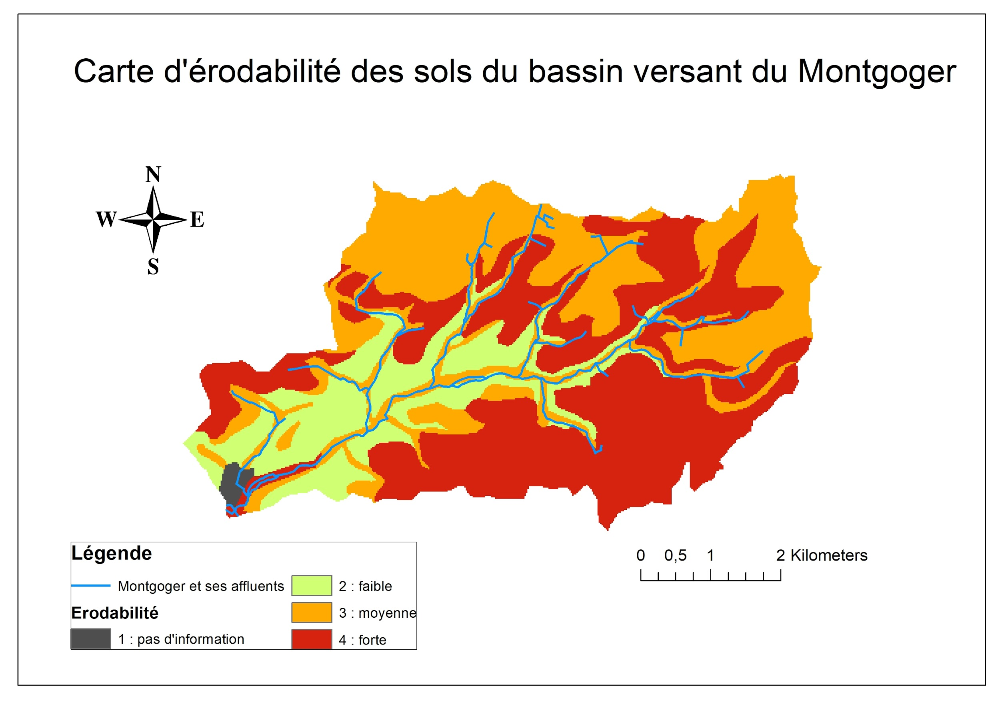 Carte d'érodabilité des sols du bassin versant du Montgoger
N
W
E
S
Légende
Montgoger et ses affluents
Erodabilité
1 : pas d'information
2 : faible
3 : moyenne
4 : forte
0 0,5 1 2 Kilometers